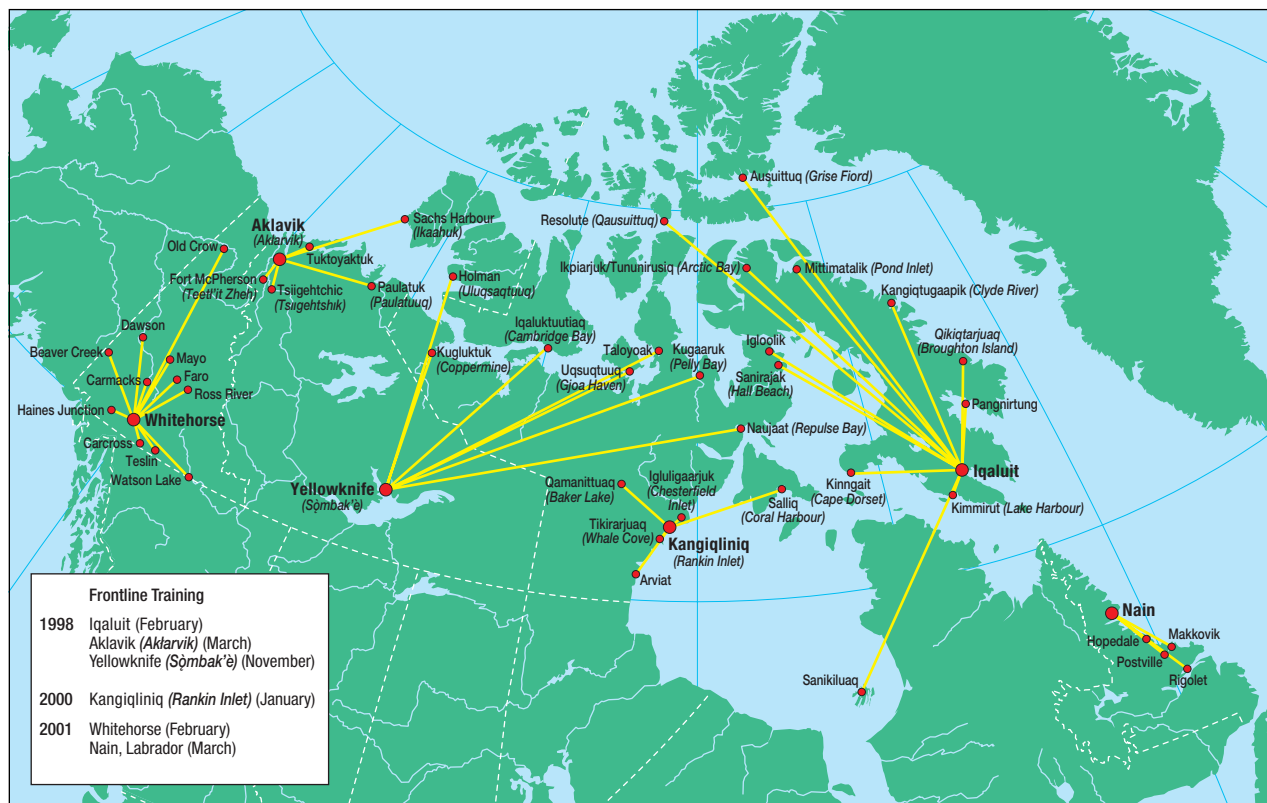 Ausuittuq (Grise Fiord)
Resolute (Qausuittuq)
Sachs Harbour
(Ikaahuk)
Aklavik
(Aklarvik)
Old Crow
Tuktoyaktuk
Ikpiarjuk/Tununirusiq (Arctic Bay)
Mittimatalik (Pond Inlet)
Fort McPherson
(Teetl'it Zheh)
Tsiigehtchic
(Tsiigehtshik)
Paulatuk
(Paulatuuq)
Holman
(Uluqsaqtuuq)
Kangiqtugaapik (Clyde River)
Dawson
Iqaluktuutiaq
(Cambridge Bay)
Qikiqtarjuaq
(Broughton Island)
Beaver Creek
Mayo
Kugluktuk
(Coppermine)
Taloyoak
Kugaaruk
(Pelly Bay)
Igloolik
Uqsuqtuuq
(Gjoa Haven)
Sanirajak
(Hall Beach)
Carmacks
Faro
Ross River
Haines Junction
Whitehorse
Pangnirtung
Carcross
Teslin
Naujaat (Repulse Bay)
Watson Lake
Yellowknife
(Sǫ̀mbak'è)
Qamanittuaq
(Baker Lake)
Igluligaarjuk
(Chesterfield
Inlet)
Salliq
(Coral Harbour)
Kinngait
(Cape Dorset)
Iqaluit
Kimmirut (Lake Harbour)
Tikirarjuaq
(Whale Cove)
Kangiqliniq
(Rankin Inlet)
Arviat
Nain
Hopedale
Makkovik
Postville
Rigolet
Sanikiluaq
Frontline Training
1998 Iqaluit (February)
Aklavik (Akłarvik) (March)
Yellowknife (Sǫ̀mbak'è) (November)
2000 Kangiqliniq (Rankin Inlet) (January)
2001 Whitehorse (February)
Nain, Labrador (March)